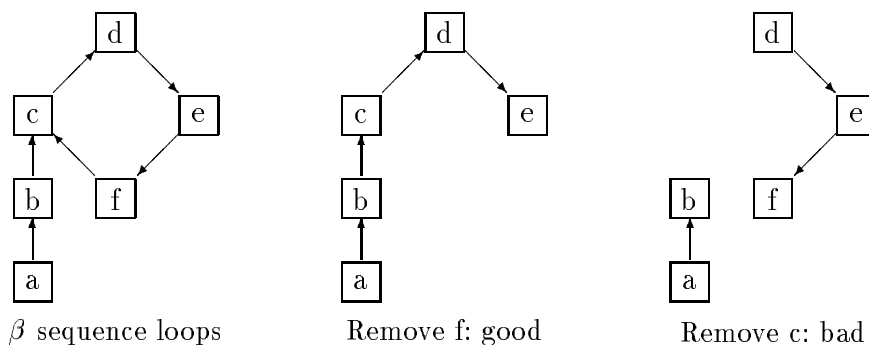 d d d
c e c e e
b f b b f
a a a
β sequence loops Remove f: good Remove c: bad